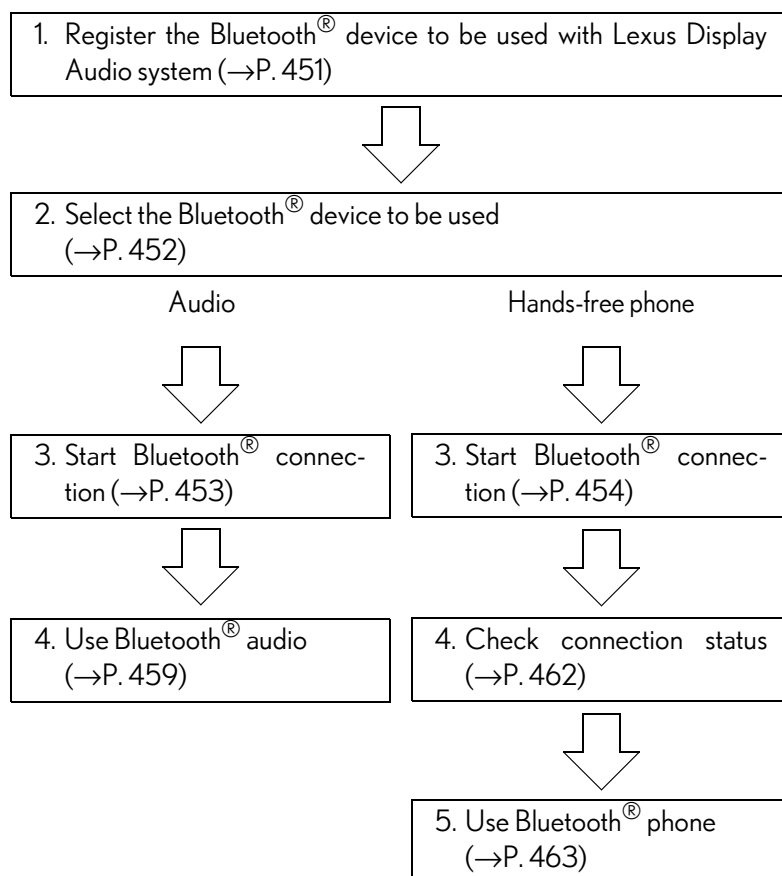 1. Register the Bluetooth® device to be used with Lexus Display
Audio system (→P. 451)
2. Select the Bluetooth® device to be used
(→P. 452)
Audio
Hands-free phone
3. Start Bluetooth® connec-
tion (→P. 453)
3. Start Bluetooth® connec-
tion (→P. 454)
4. Use Bluetooth® audio
(→P. 459)
4. Check connection status
(→P. 462)
5. Use Bluetooth® phone
(→P. 463)